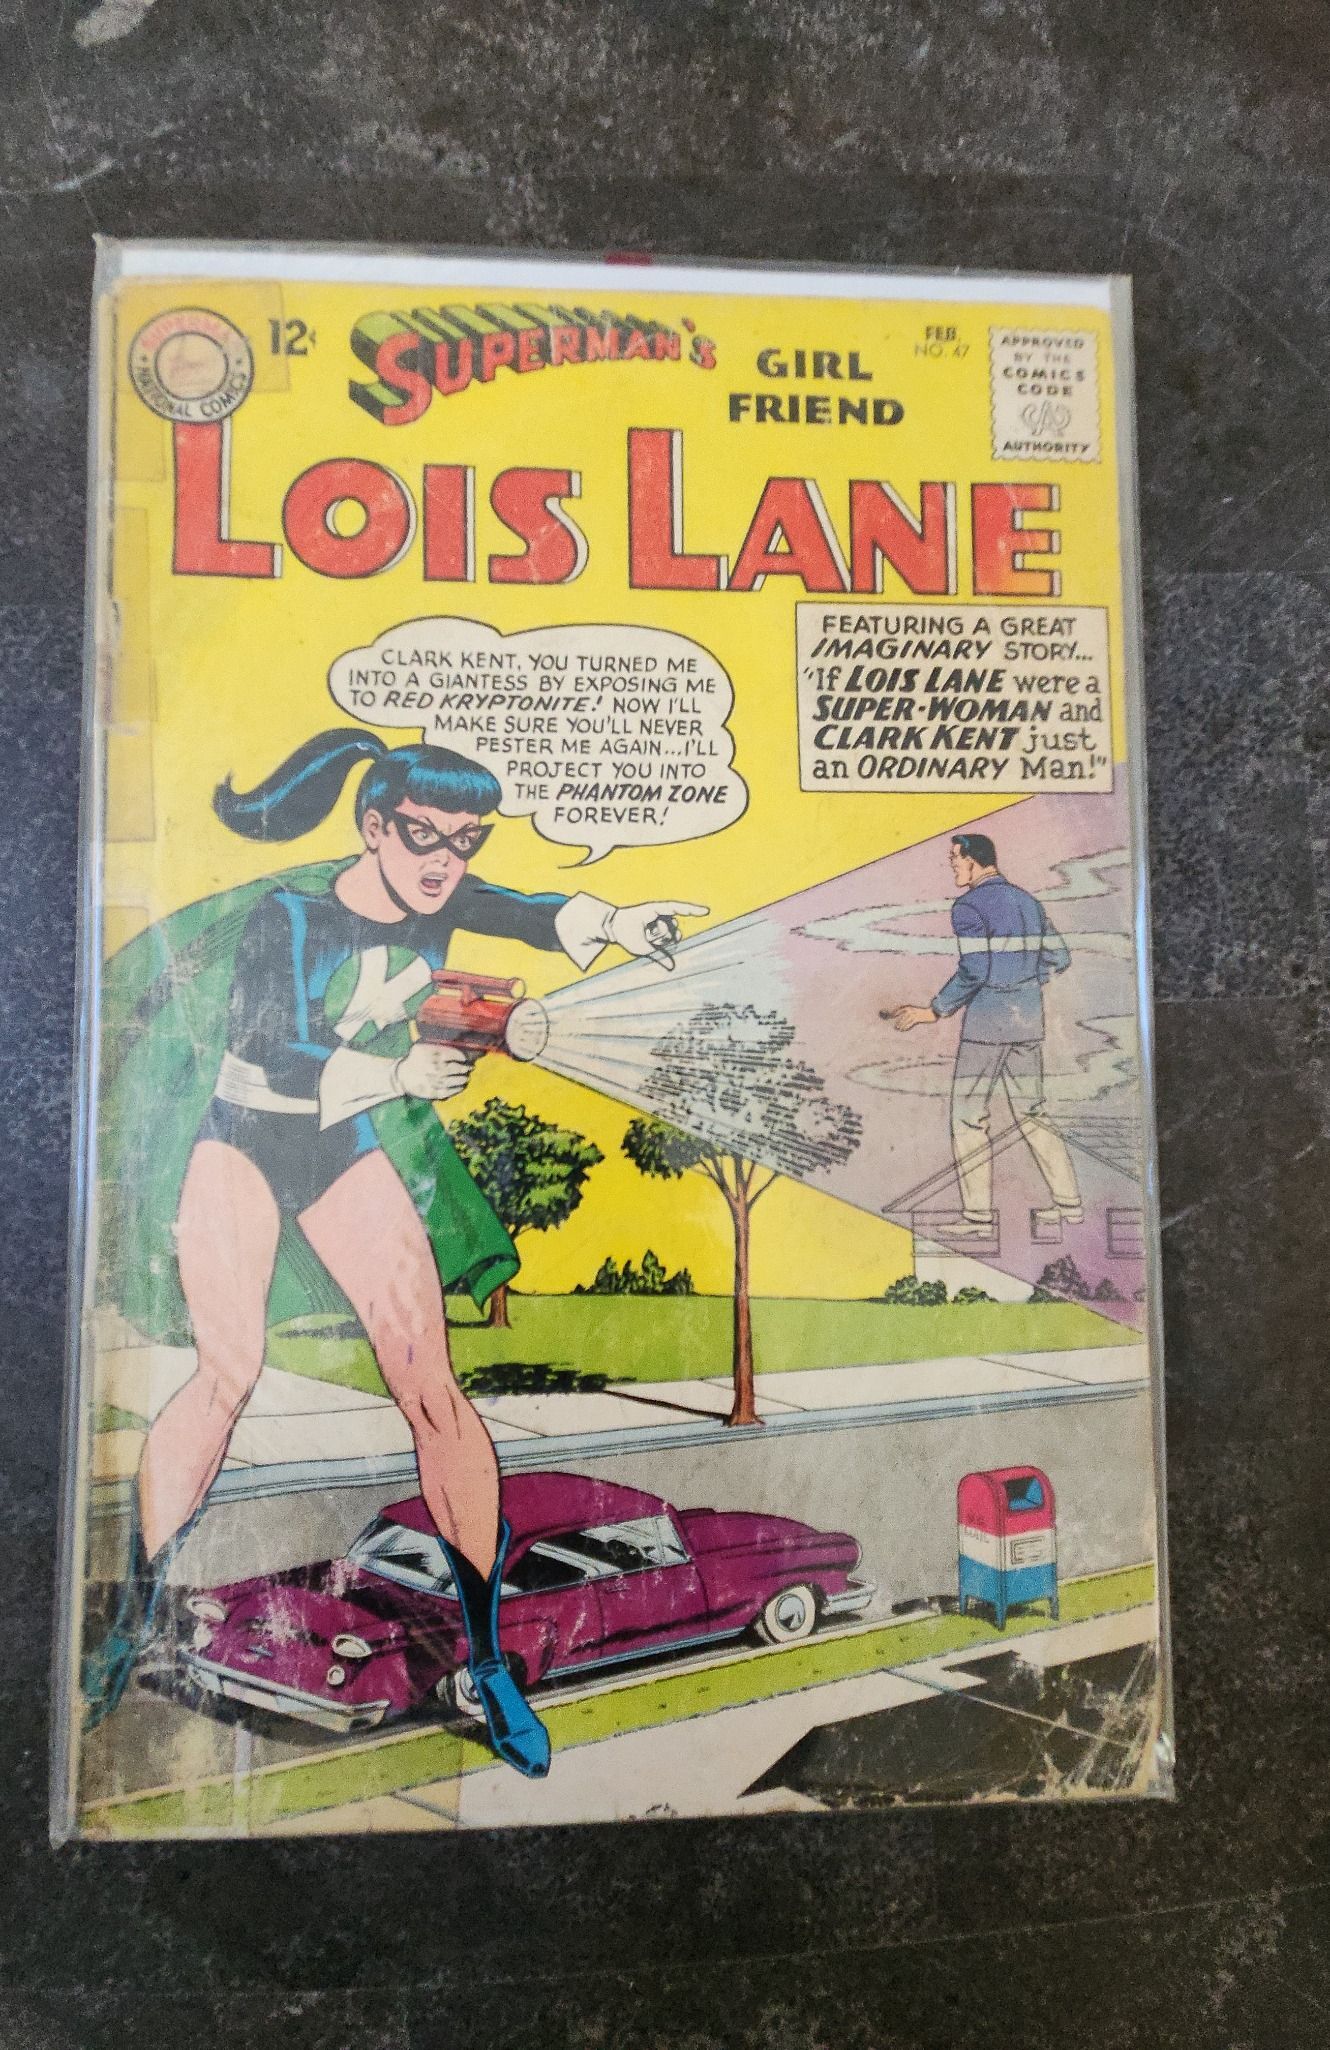 SUPERMAN
NATIONAL COMICS
12¢
SUPERMAN'S
GIRL
FRIEND
LOIS LANE
FEB.
NO. 47
APPROVED
BY THE
COMICS
CODE
CA
AUTHORITY
CLARK KENT, YOU TURNED ME
INTO A GIANTESS BY EXPOSING ME
TO RED KRYPTONITE! NOW I'LL
MAKE SURE YOU'LL NEVER
PESTER ME AGAIN...I'LL
PROJECT YOU INTO
THE PHANTOM ZONE
FOREVER!
FEATURING A GREAT
IMAGINARY STORY...
"If LOIS LANE were a
SUPER-WOMAN and
CLARK KENT just
an ORDINARY Man!"